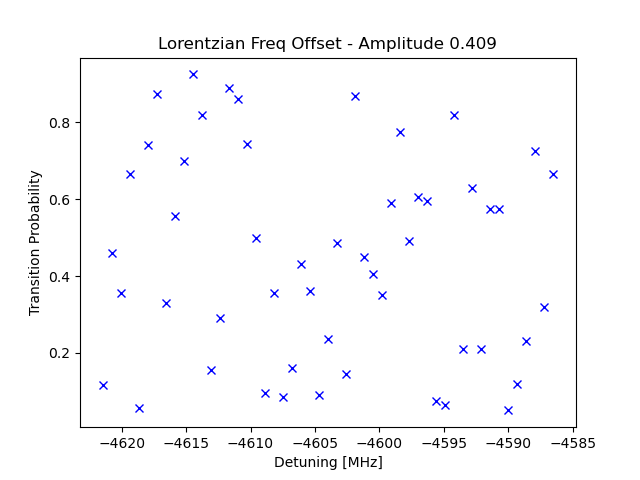 Lorentzian Freq Offset - Amplitude 0.409
Transition Probability
0.8
0.6
0.4
0.2
−4620 −4615 −4610 −4605 −4600 −4595 −4590 −4585
Detuning [MHz]